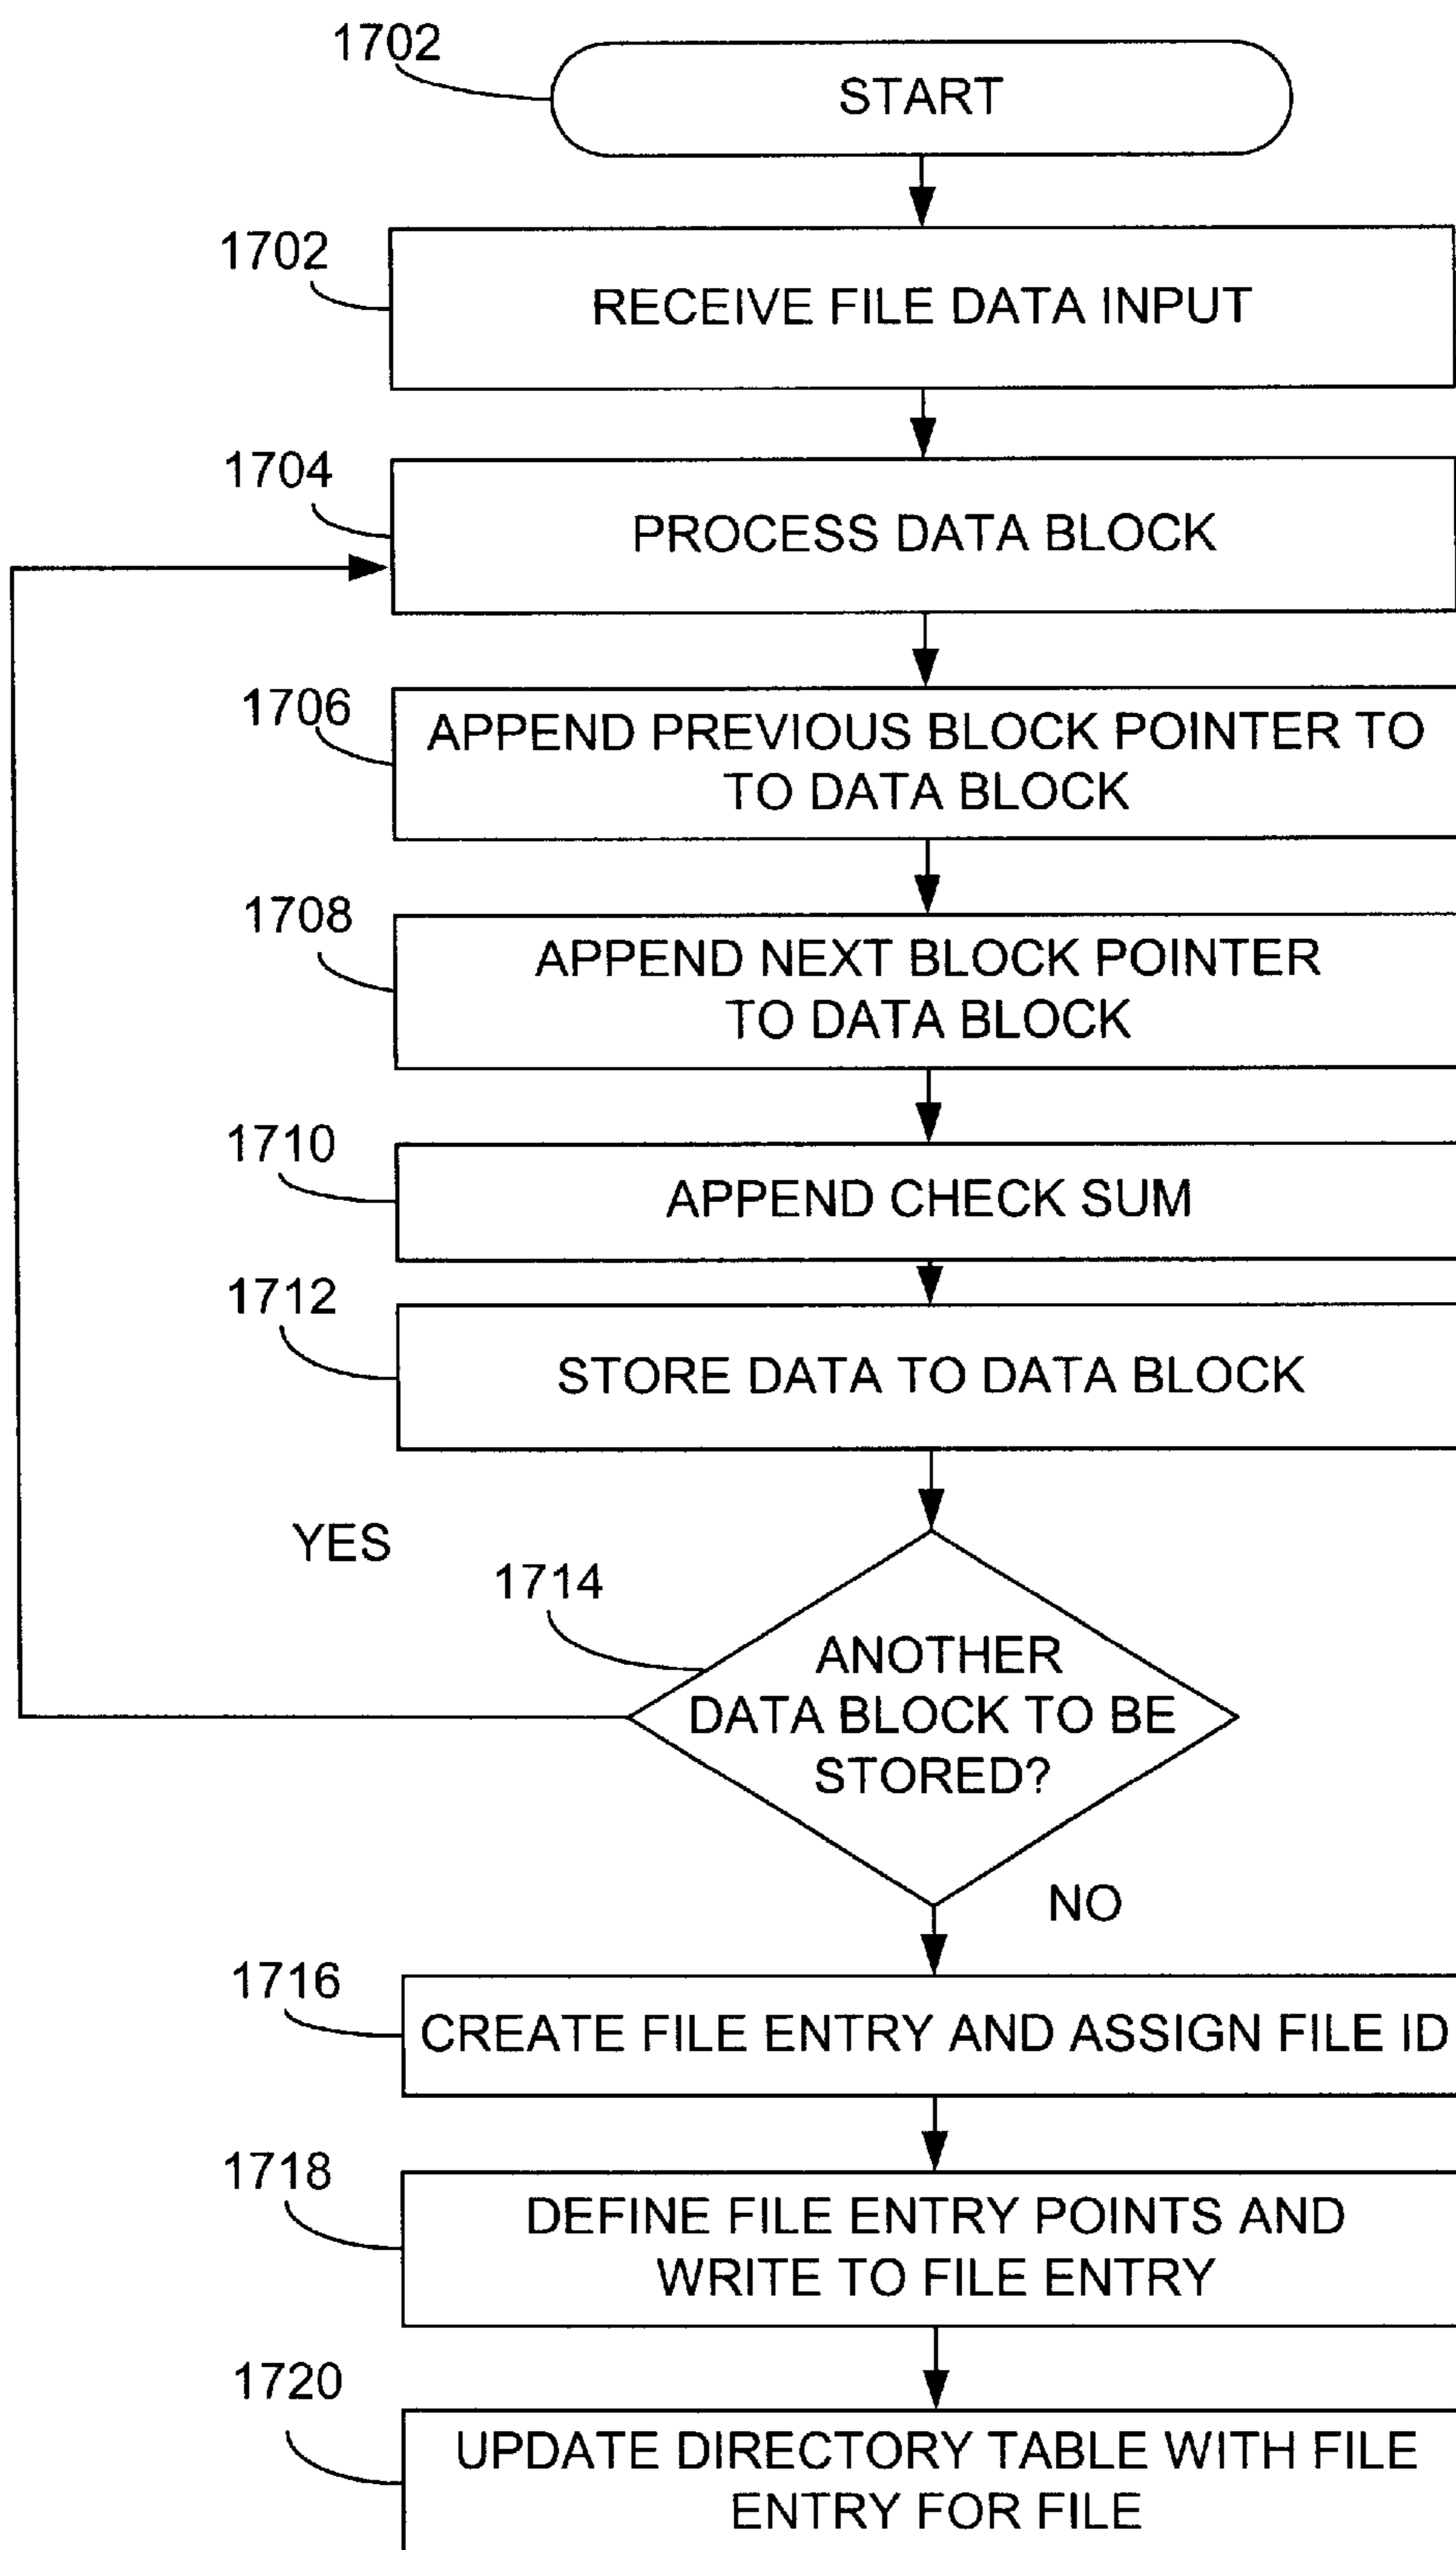 1702
START
1702
RECEIVE FILE DATA INPUT
1704
PROCESS DATA BLOCK
1706
APPEND PREVIOUS BLOCK POINTER TO
TO DATA BLOCK
1708
APPEND NEXT BLOCK POINTER
TO DATA BLOCK
1710
APPEND CHECK SUM
1712
STORE DATA TO DATA BLOCK
YES
1714
ANOTHER
DATA BLOCK TO BE
STORED?
NO
1716
CREATE FILE ENTRY AND ASSIGN FILE ID
1718
DEFINE FILE ENTRY POINTS AND
WRITE TO FILE ENTRY
1720
UPDATE DIRECTORY TABLE WITH FILE
ENTRY FOR FILE